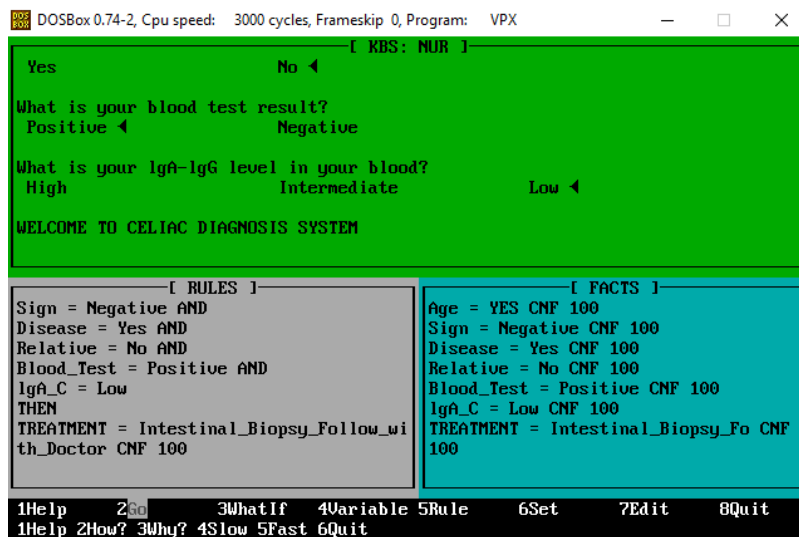 DOSBox 0.74-2, Cpu speed: 3000 cycles, Frameskip 0, Program: VPX
[ KBS: NUR ]
Yes No
What is your blood test result?
Positive Negative
What is your lgA-lgG level in your blood?
High Intermediate Low
WELCOME TO CELIAC DIAGNOSIS SYSTEM
[ RULES ]
Sign = Negative AND
Disease = Yes AND
Relative = No AND
Blood_Test = Positive AND
lgA_C = Low
THEN
TREATMENT = Intestinal_Biopsy_Follow_wi
th_Doctor CNF 100
[ FACTS ]
Age = YES CNF 100
Sign = Negative CNF 100
Disease = Yes CNF 100
Relative = No CNF 100
Blood_Test = Positive CNF 100
lgA_C = Low CNF 100
TREATMENT = Intestinal_Biopsy_Fo CNF
100
1Help 2Go 3WhatIf 4Variable 5Rule 6Set 7Edit 8Quit
1Help 2How? 3Why? 4Slow 5Fast 6Quit